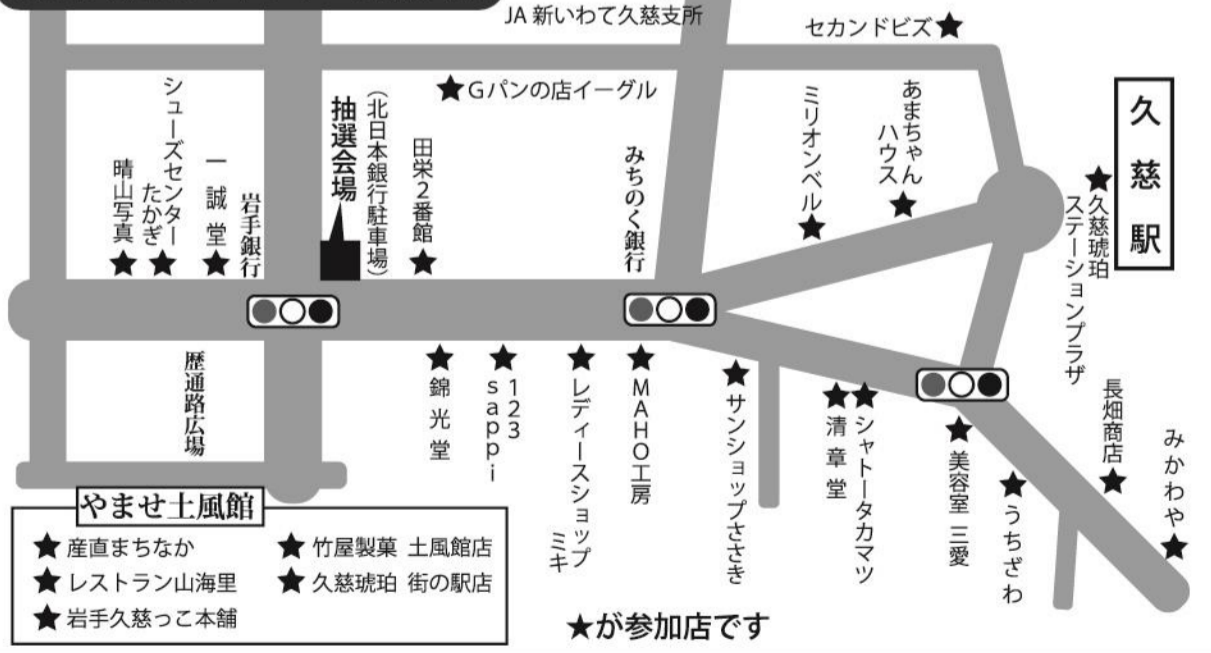 JA 新いわて久慈支所
セカンドビズ★
★Gパンの店イーグル
シューズセンター
たかぎ★
晴山写真★
一誠堂★
岩手銀行
抽選会場
(北日本銀行駐車場)
田栄2番館★
みちのく銀行
ミリオンベル★
あまちゃん
ハウス★
久慈駅
★久慈琥珀
ステーションプラザ
歴通路広場
★錦光堂
★123
sappi
★レディースショップ
ミキ
★MAHO工房
★サンショップささき
★清章堂
★シャトータカマツ
★美容室 三愛
★うちざわ
長畑商店★
みかわや★
やませ土風館
★産直まちなか
★レストラン山海里
★岩手久慈っこ本舗
★竹屋製菓 土風館店
★久慈琥珀 街の駅店
★が参加店です